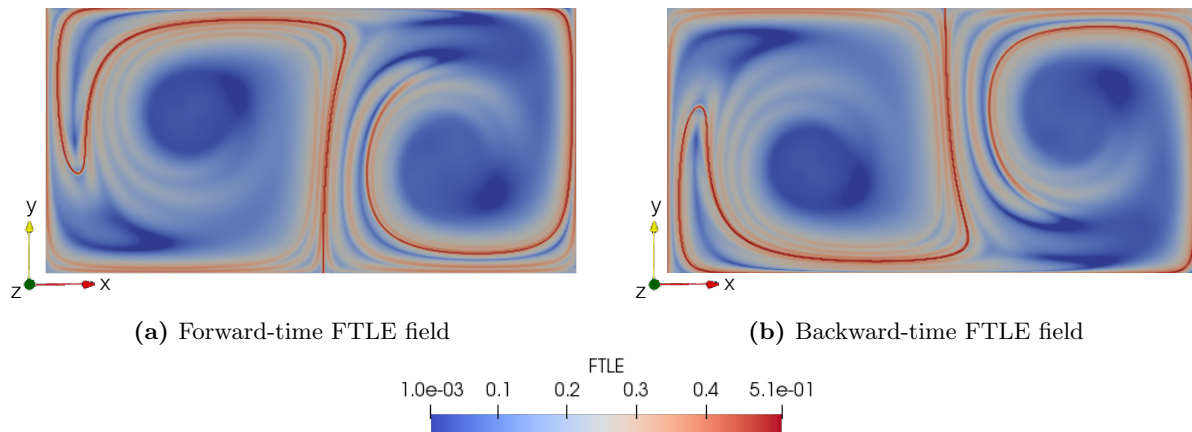 y
z x
y
z x
(a) Forward-time FTLE field
(b) Backward-time FTLE field
FTLE
1.0e-03 0.1 0.2 0.3 0.4 5.1e-01